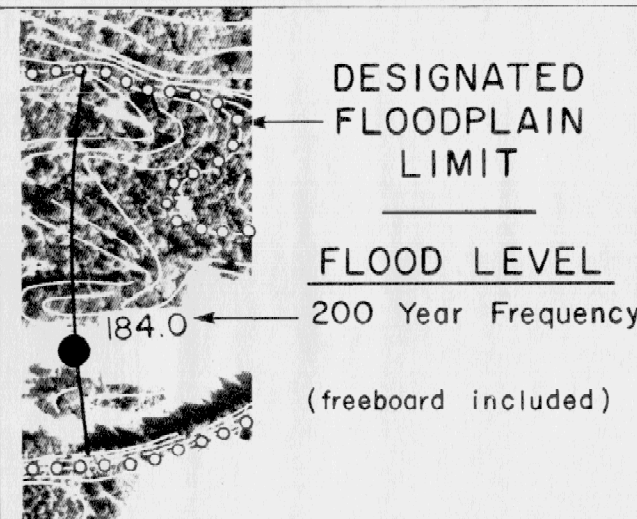 DESIGNATED
FLOODPLAIN
LIMIT
FLOOD LEVEL
184.0
200 Year Frequency
(freeboard included)